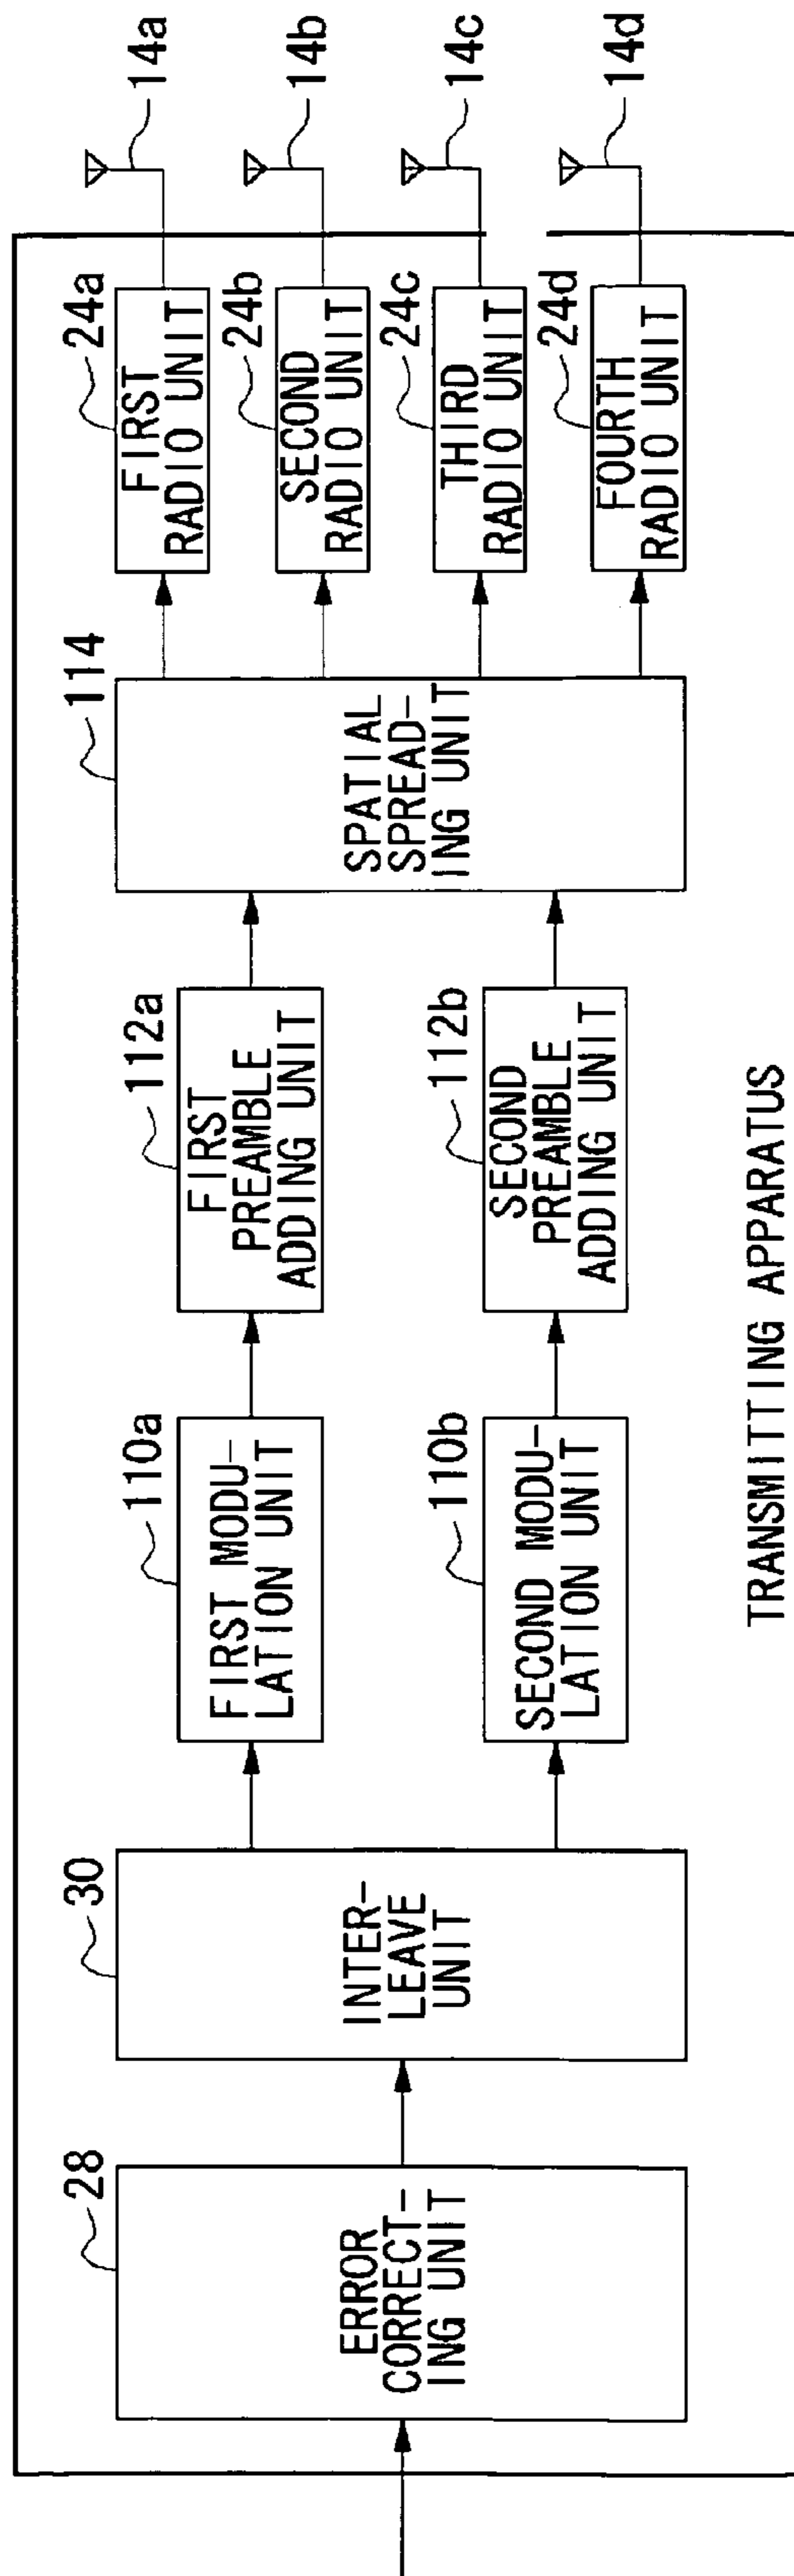 28
ERROR
CORRECT-
ING UNIT
30
INTER-
LEAVE
UNIT
110a
FIRST MODU-
LATION UNIT
110b
SECOND MODU-
LATION UNIT
112a
FIRST
PREAMBLE
ADDING UNIT
112b
SECOND
PREAMBLE
ADDING UNIT
114
SPATIAL
SPREAD-
ING UNIT
24a
FIRST
RADIO UNIT
24b
SECOND
RADIO UNIT
24c
THIRD
RADIO UNIT
24d
FOURTH
RADIO UNIT
14a
14b
14c
14d
TRANSMITTING APPARATUS